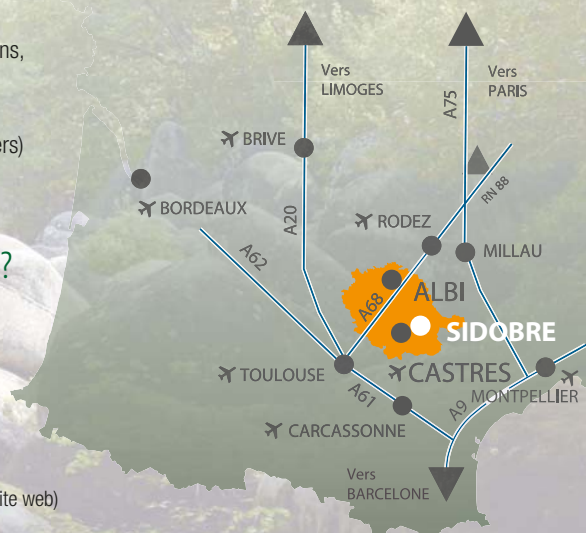 ns,
ers)
?
ite web)
Vers
LIMOGES
Vers
PARIS
A75
BRIVE
RN 88
BORDEAUX
A20
RODEZ
A62
MILLAU
ALBI
A68
SIDOBRE
TOULOUSE
CASTRES
A61
MONTPELLIER
A9
CARCASSONNE
Vers
BARCELONE